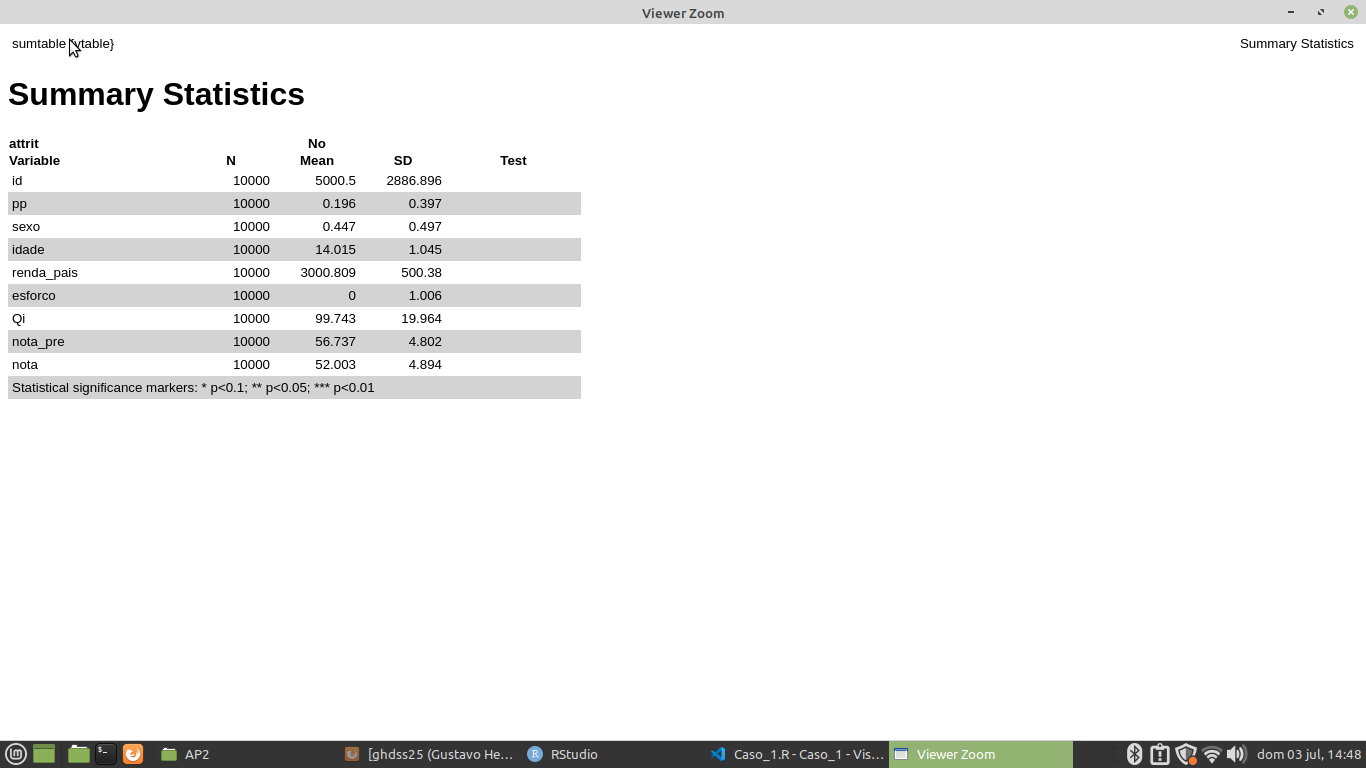 Viewer Zoom
sumtable {vtable} Summary Statistics
Summary Statistics
attrit No
Variable N Mean SD Test
id 10000 5000.5 2886.896
pp 10000 0.196 0.397
sexo 10000 0.447 0.497
idade 10000 14.015 1.045
renda_pais 10000 3000.809 500.38
esforco 10000 0 1.006
Qi 10000 99.743 19.964
nota_pre 10000 56.737 4.802
nota 10000 52.003 4.894
Statistical significance markers: * p<0.1; ** p<0.05; *** p<0.01
AP2 [ghdss25 (Gustavo He... R RStudio Caso_1.R - Caso_1 - Vis... Viewer Zoom dom 03 jul, 14:48